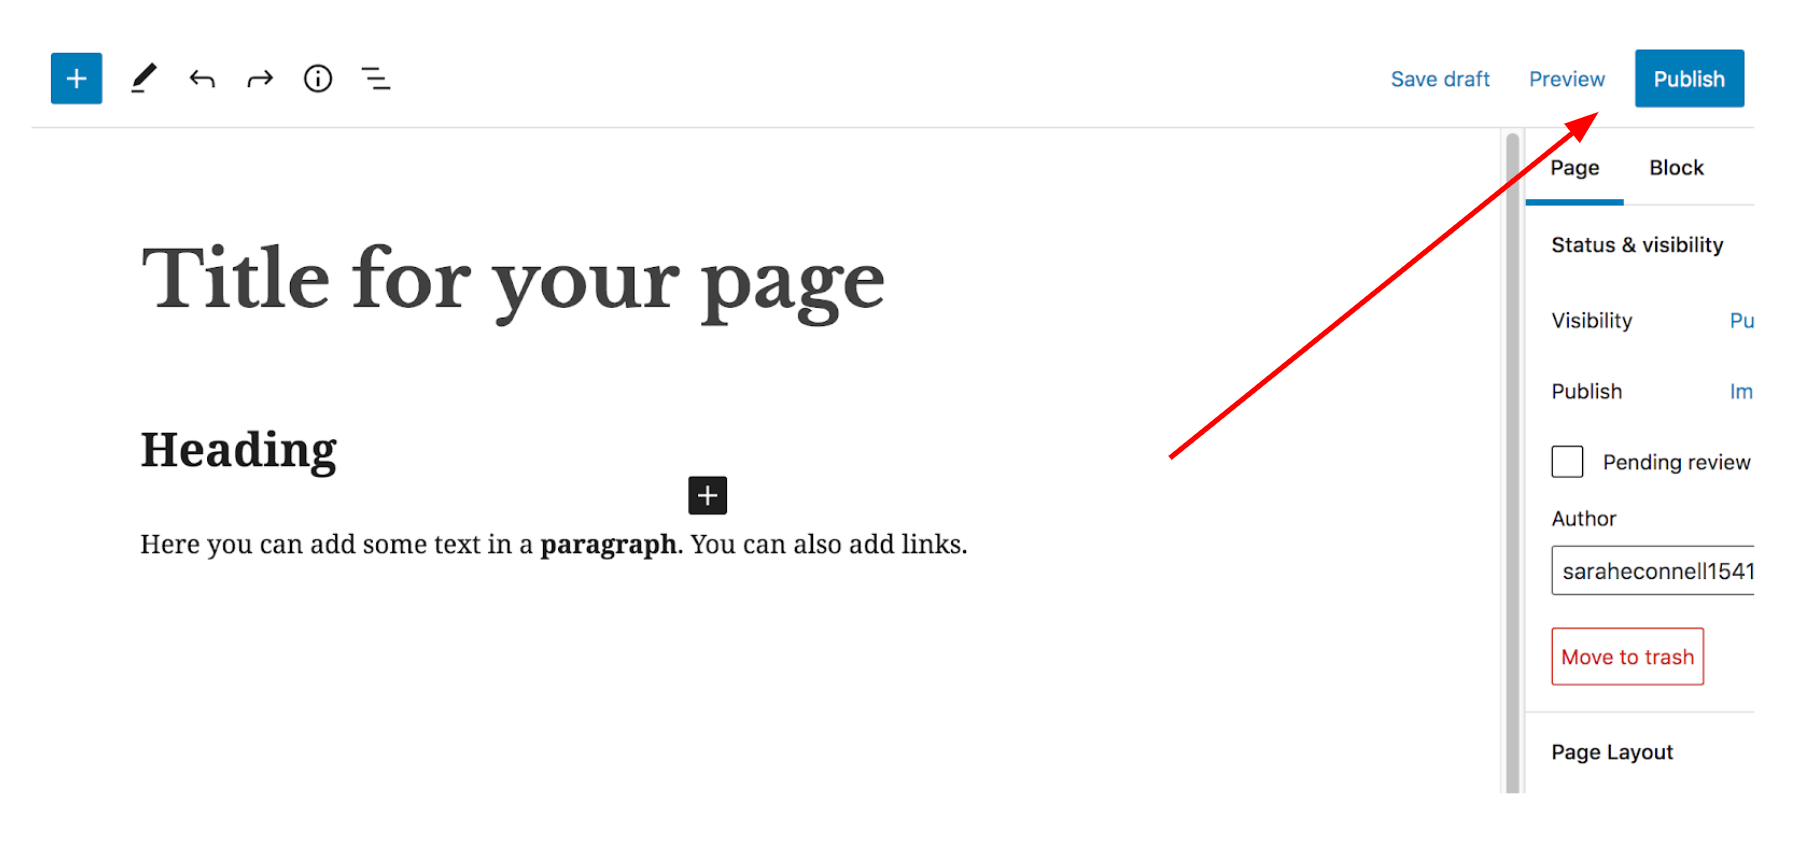 Save draft Preview Publish
Page Block
Title for your page
Status & visibility
Visibility Pu
Publish Im
Heading
Pending review
Here you can add some text in a paragraph. You can also add links.
Author
saraheconnell1541
Move to trash
Page Layout